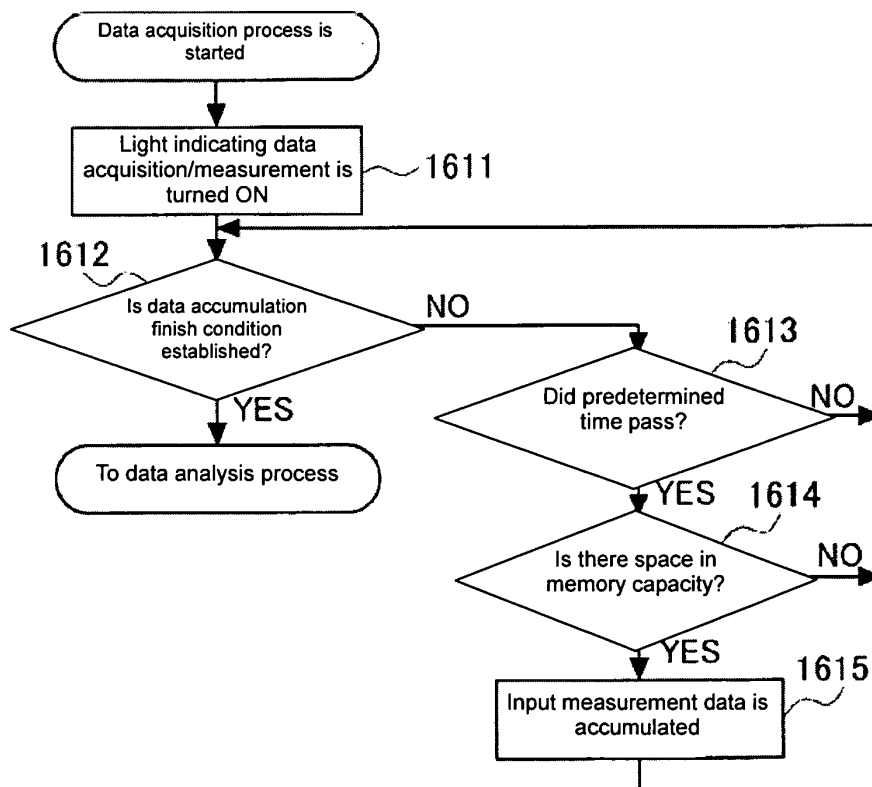 Data acquisition process is
started
Light indicating data
acquisition/measurement is
turned ON
1611
1612
Is data accumulation
finish condition
established?
NO
YES
To data analysis process
1613
Did predetermined
time pass?
NO
YES
1614
Is there space in
memory capacity?
NO
YES
1615
Input measurement data is
accumulated